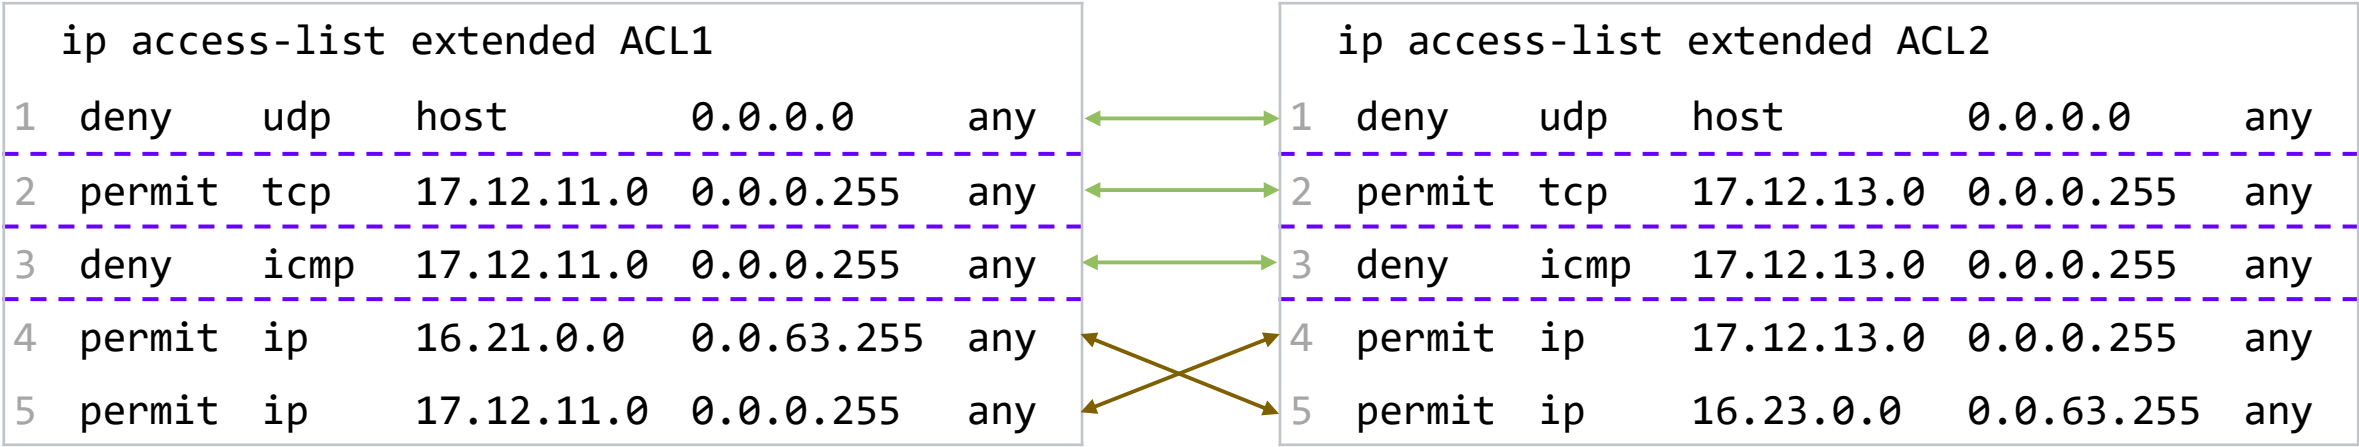 ip access-list extended ACL1
1 deny udp host 0.0.0.0 any
2 permit tcp 17.12.11.0 0.0.0.255 any
3 deny icmp 17.12.11.0 0.0.0.255 any
4 permit ip 16.21.0.0 0.0.63.255 any
5 permit ip 17.12.11.0 0.0.0.255 any
ip access-list extended ACL2
1 deny udp host 0.0.0.0 any
2 permit tcp 17.12.13.0 0.0.0.255 any
3 deny icmp 17.12.13.0 0.0.0.255 any
4 permit ip 17.12.13.0 0.0.0.255 any
5 permit ip 16.23.0.0 0.0.63.255 any